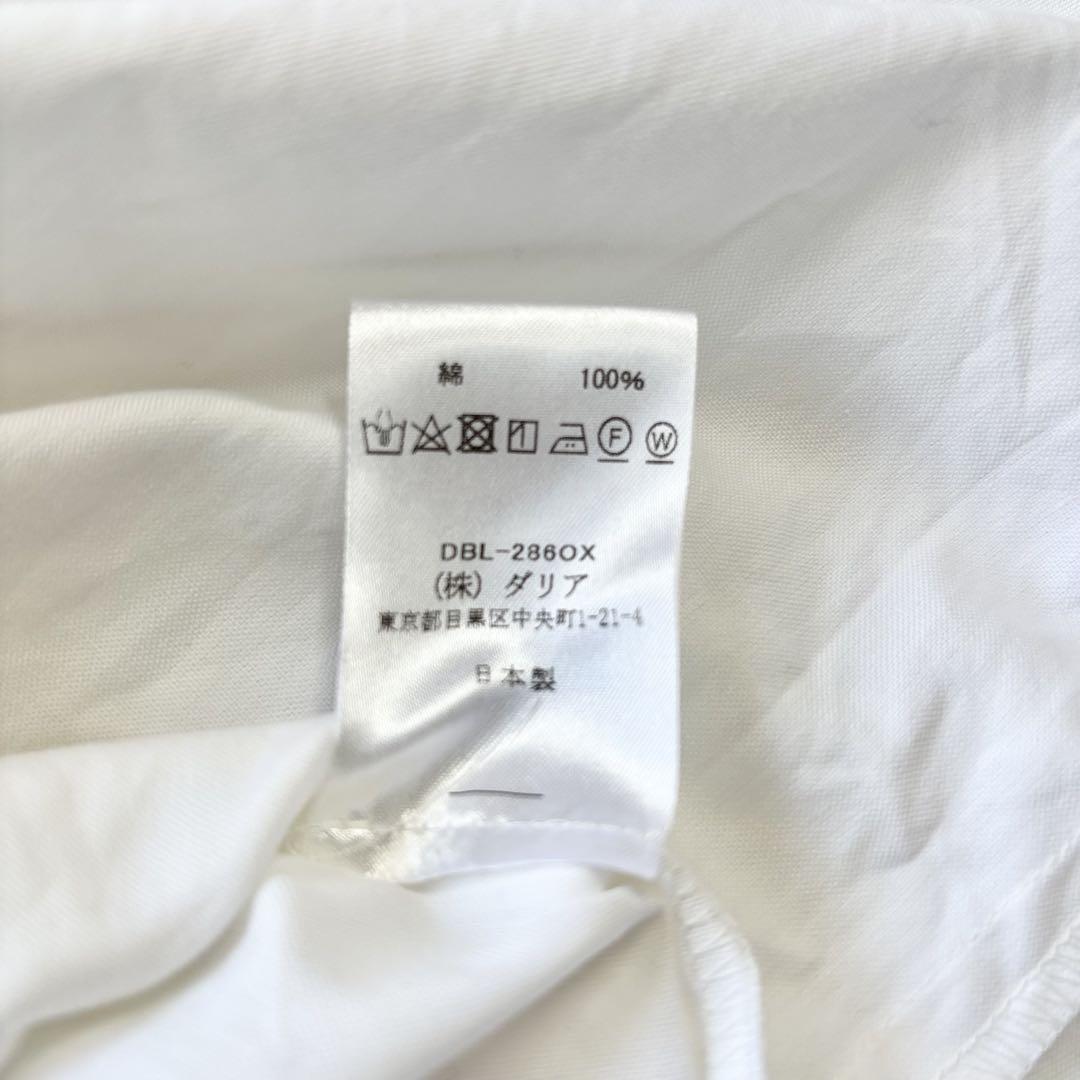 綿 100%
F W
DBL-2860X
(株) ダリア
東京都目黒区中央町1-21-4
日本製